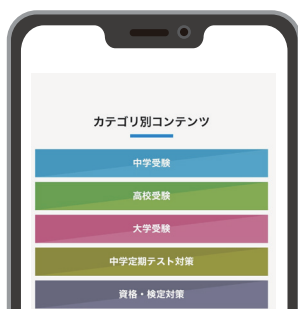 カテゴリ別コンテンツ
中学受験
高校受験
大学受験
中学定期テスト対策
資格・検定対策